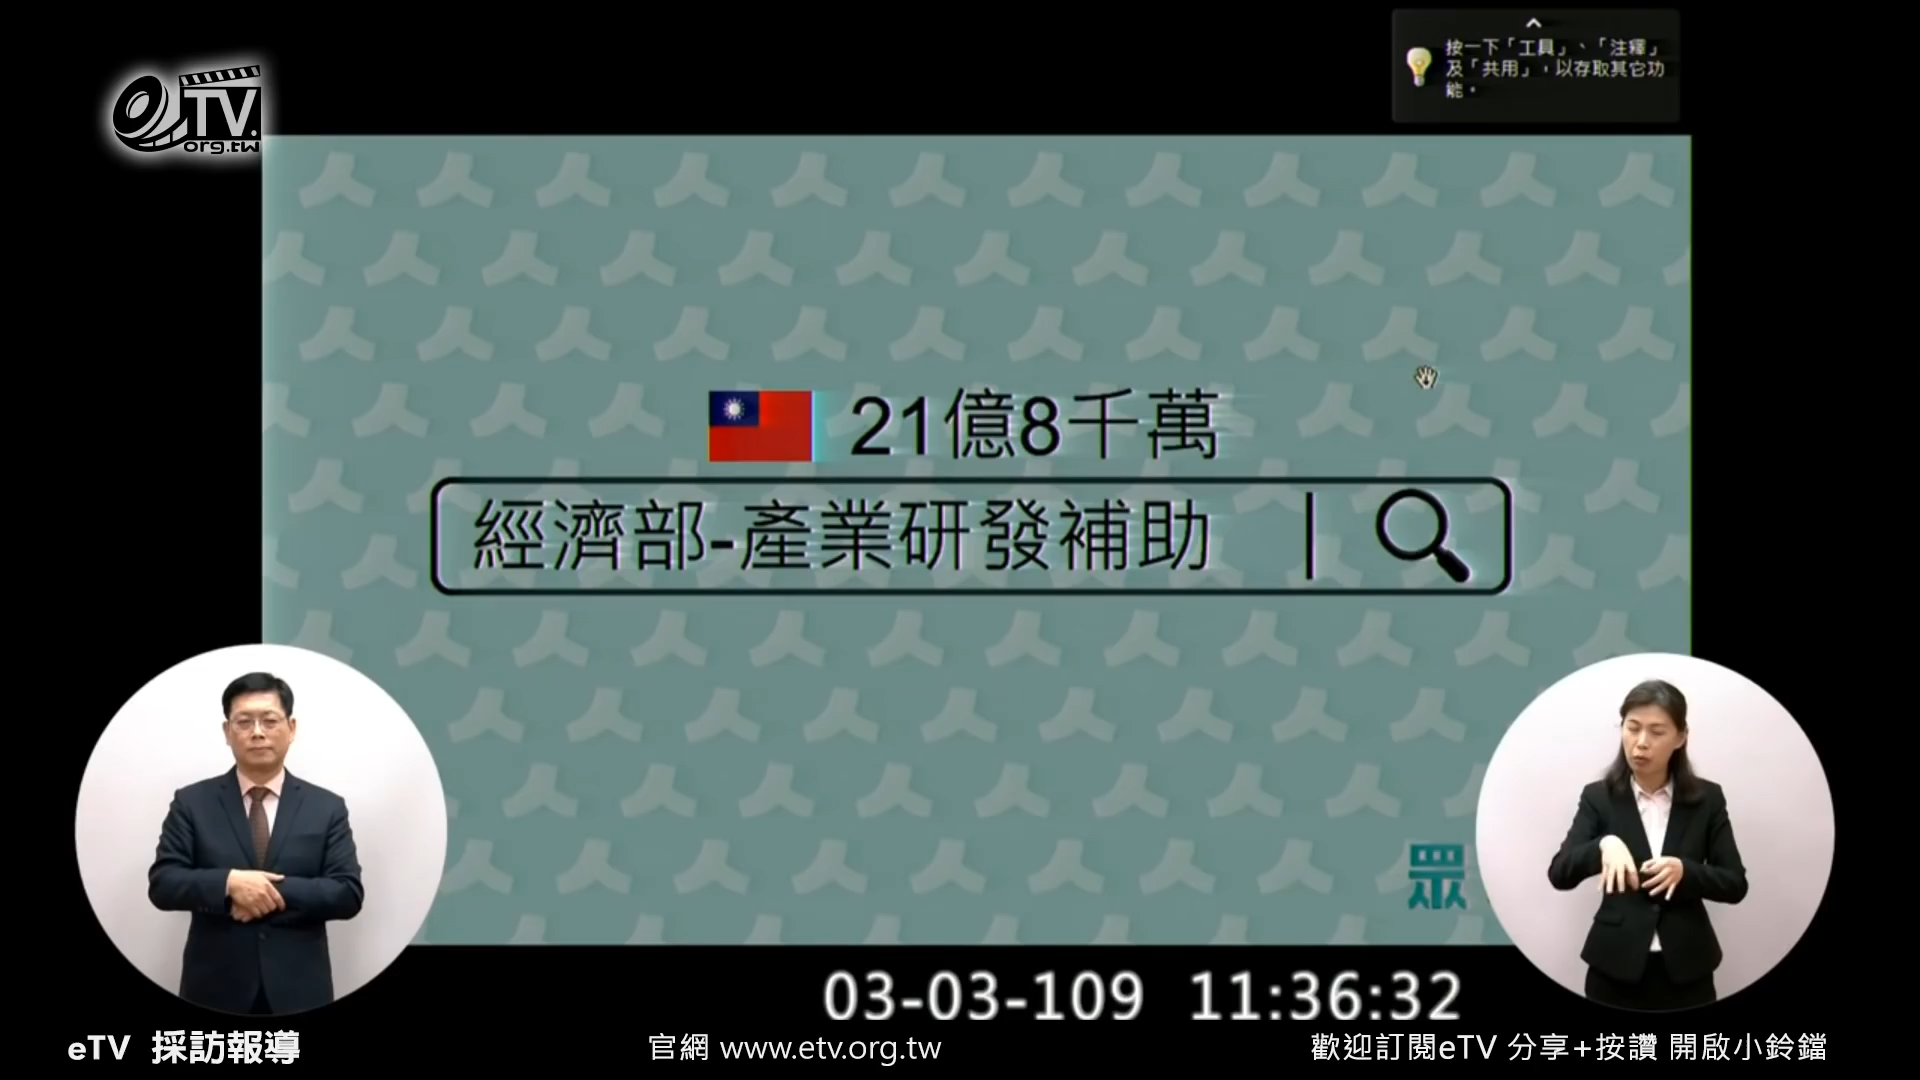 eTV.
org.tw
按一下「工具」、「注釋」
及「共用」，以存取其它功
能。
21億8千萬
經濟部-產業研發補助
眾
03-03-109 11:36:32
eTV 採訪報導
官網 www.etv.org.tw
歡迎訂閱eTV 分享+按讚 開啟小鈴鐺